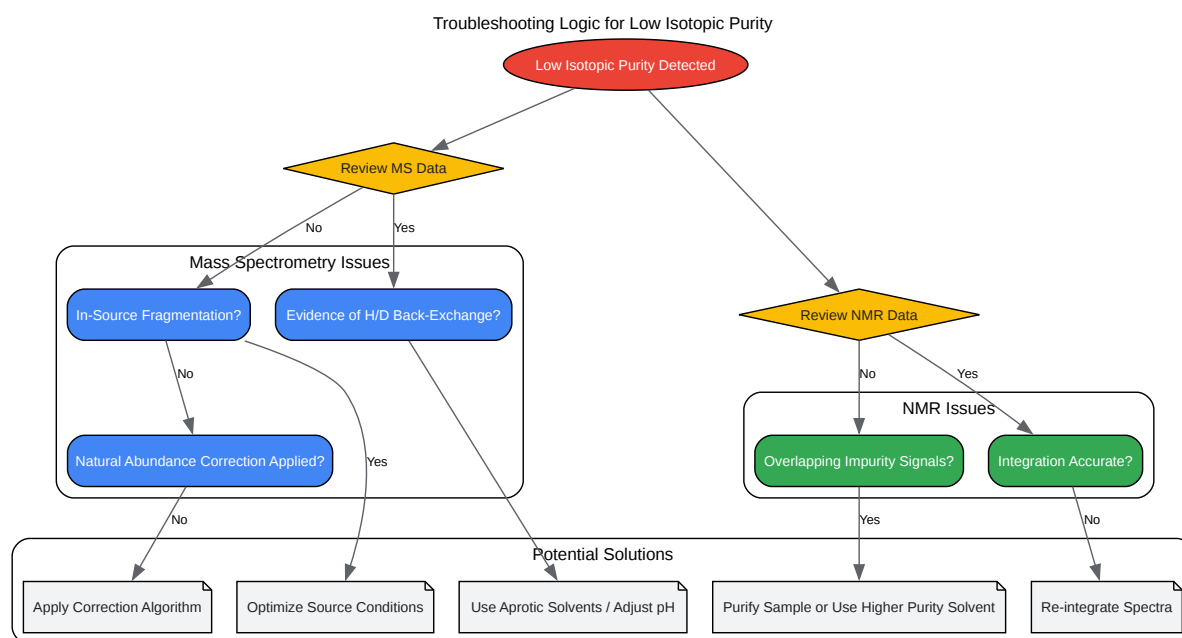 Troubleshooting Logic for Low Isotopic Purity
Low Isotopic Purity Detected
Review MS Data
No
Yes
Mass Spectrometry Issues
In-Source Fragmentation?
Evidence of H/D Back-Exchange?
Review NMR Data
No
Yes
No
Yes
NMR Issues
Natural Abundance Correction Applied?
Overlapping Impurity Signals?
Integration Accurate?
No
Yes
No
Potential Solutions
Apply Correction Algorithm
Optimize Source Conditions
Use Aprotic Solvents / Adjust pH
Purify Sample or Use Higher Purity Solvent
Re-integrate Spectra